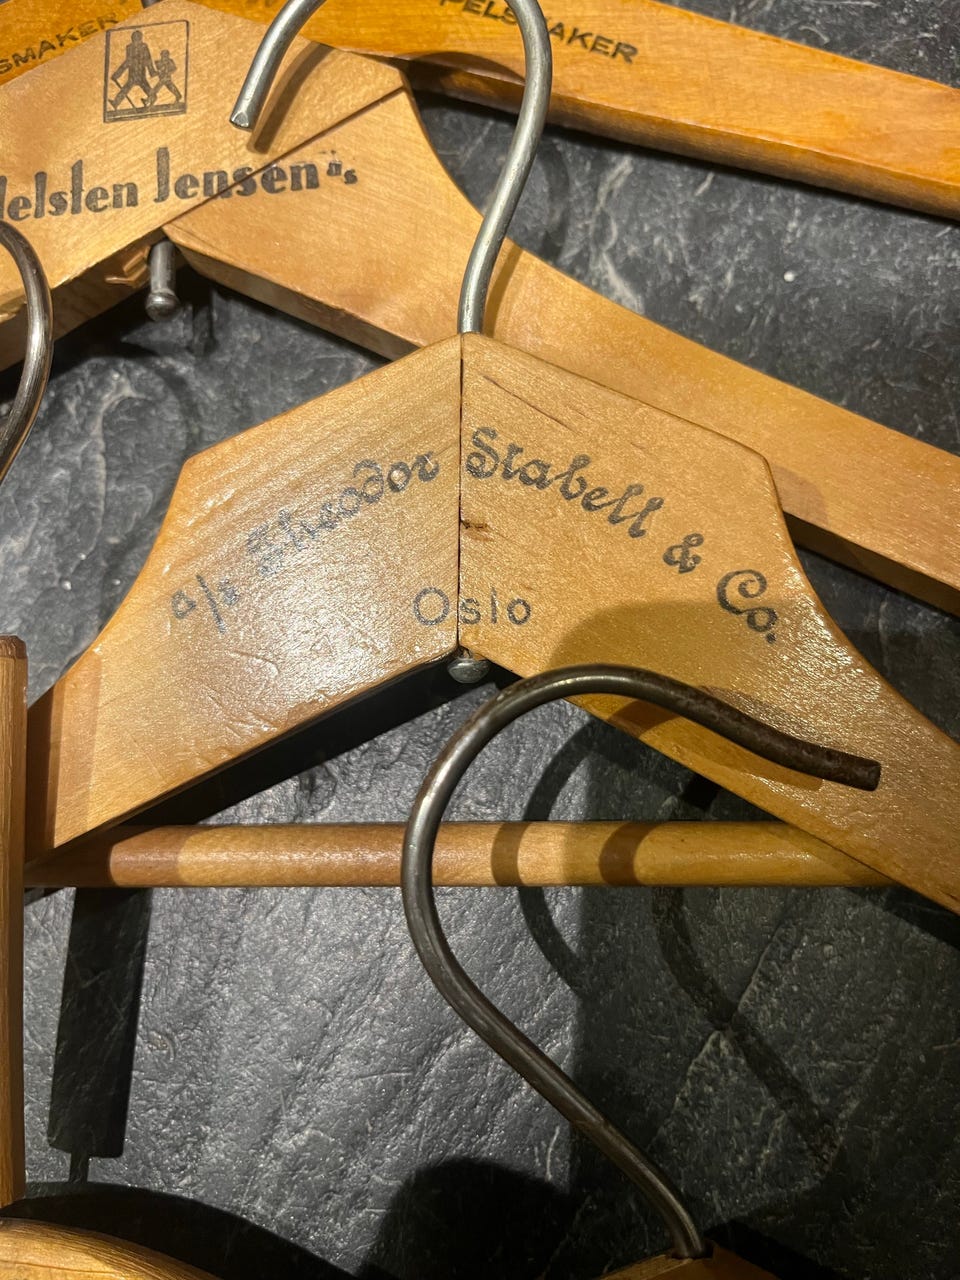 PELSMAKER
SMAKER
elsten Jensen a/s
a/s Theodor Stabell & Co.
Oslo